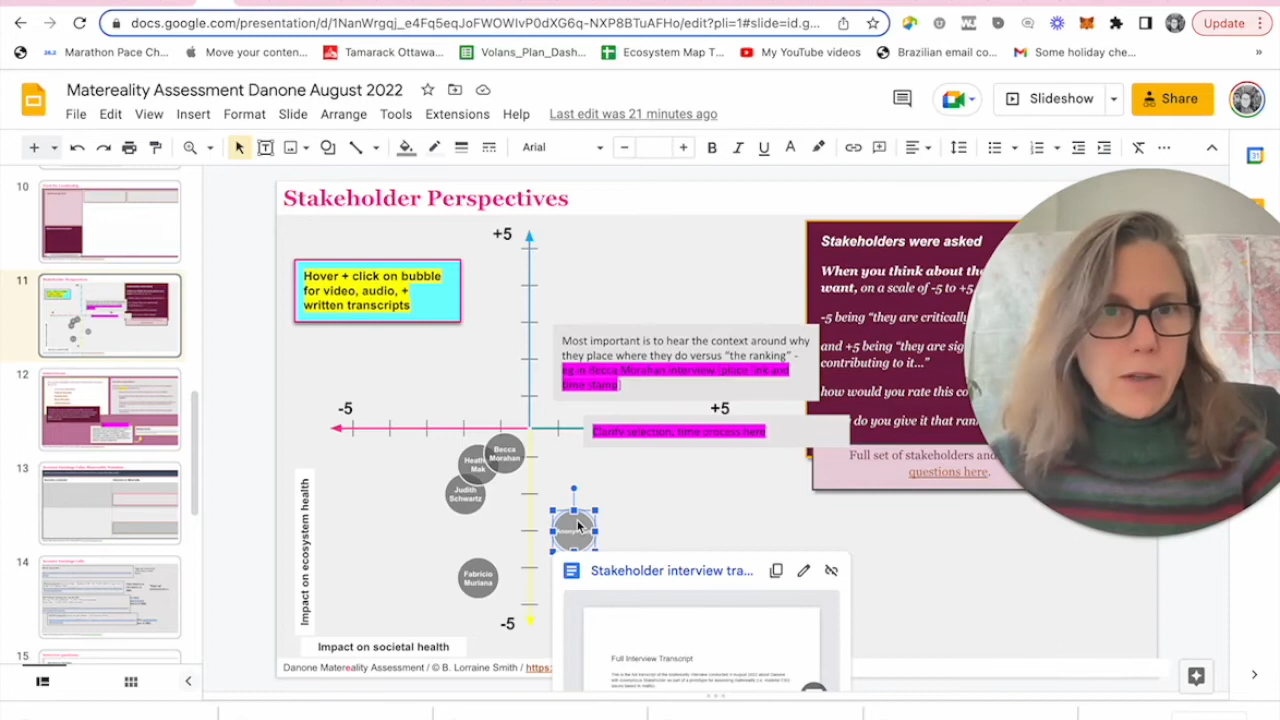 docs.google.com/presentation/d/1NanWrgqj_e4Fq5eqJoFWOWIvP0dXG6q-NXP8BTuAFHo/edit?pli=1#slide=id.g...
Update
Marathon Pace Ch...
Move your conten...
Tamarack Ottawa...
Volans_Plan_Dash...
Ecosystem Map T...
My YouTube videos
Brazilian email co...
Some holiday che...
»
Matereality Assessment Danone August 2022
File Edit View Insert Format Slide Arrange Tools Extensions Help
Last edit was 21 minutes ago
Slideshow
Share
Arial
10
11
12
13
14
15
Stakeholder Perspectives
+5
Hover + click on bubble
for video, audio, +
written transcripts
Most important is to hear the context around why
they place where they do versus "the ranking" -
eg in Becca Morahan interview (place link and
time stamp)
-5
+5
Clarify selection, time process here
Becca
Morahan
Heath
Mak
Judith
Schwartz
Fabricio
Muriana
-5
Impact on ecosystem health
Impact on societal health
Stakeholders were asked
When you think about the
want, on a scale of -5 to +5
-5 being "they are critically
and +5 being "they are sig
contributing to it..."
how would you rate this co
do you give it that ran
Full set of stakeholders and
questions here.
Stakeholder interview tra...
Full Interview Transcript
Danone Matereality Assessment / © B. Lorraine Smith / https: